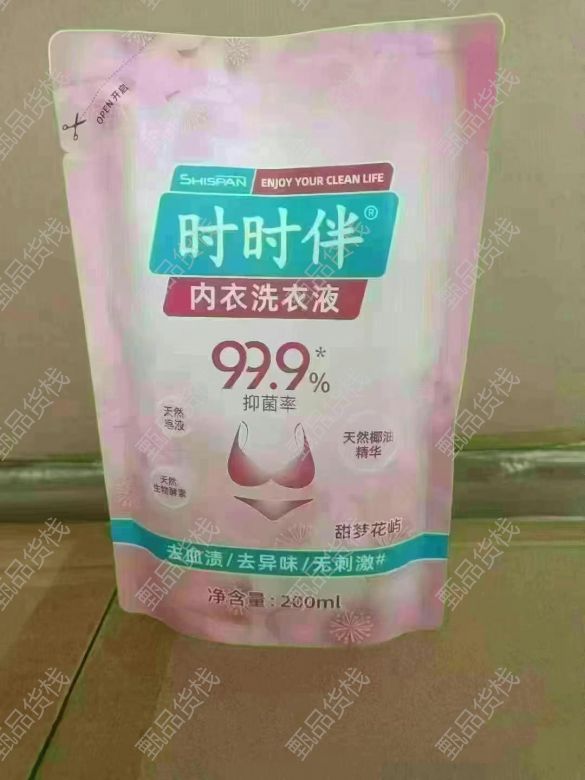 OPEN 开启
SHISPAN ENJOY YOUR CLEAN LIFE
时时伴®
内衣洗衣液
99.9%*
抑菌率
天然
皂液
天然椰油
精华
天然
生物酵素
甜梦花屿
去血渍/去异味/无刺激#
净含量:200ml
甄品货栈